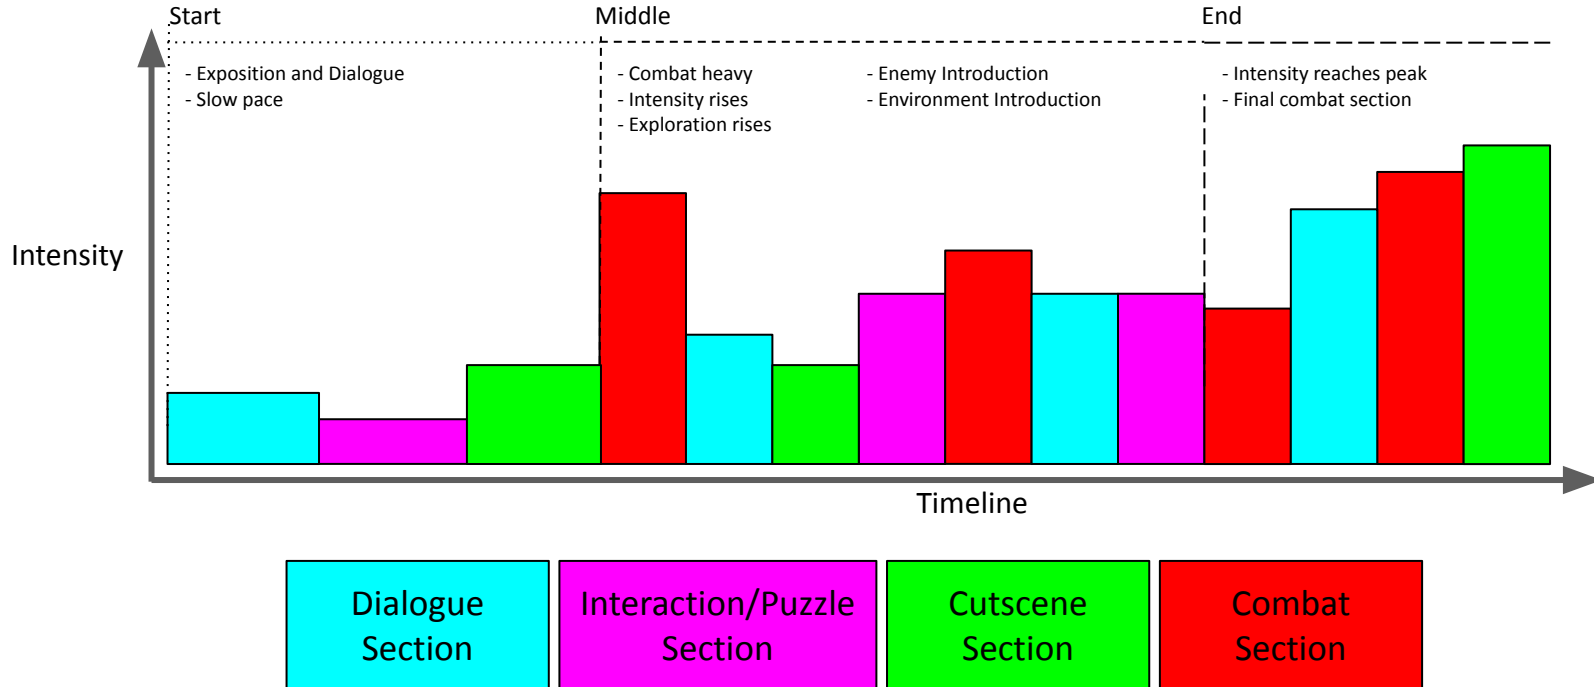 Start
Middle
End
- Exposition and Dialogue
- Slow pace
- Combat heavy
- Intensity rises
- Exploration rises
- Enemy Introduction
- Environment Introduction
- Intensity reaches peak
- Final combat section
Intensity
Timeline
Dialogue
Section
Interaction/Puzzle
Section
Cutscene
Section
Combat
Section